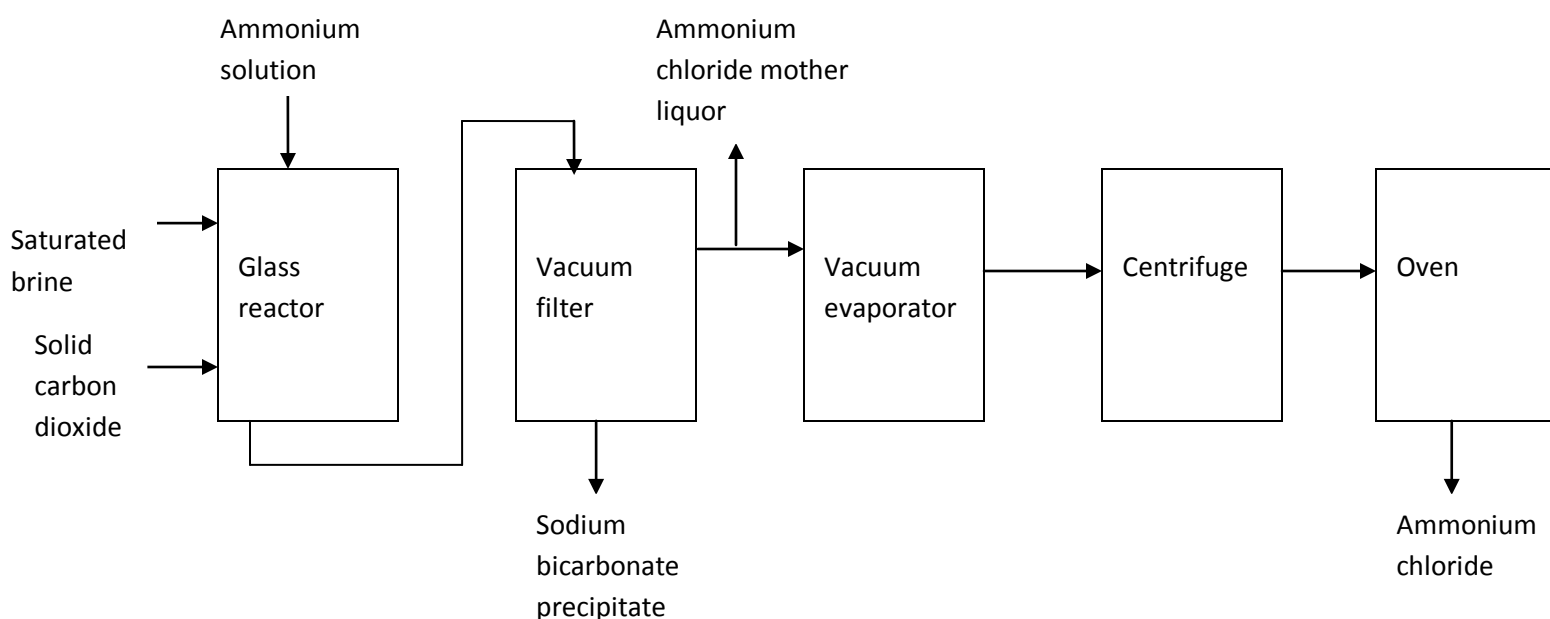 Ammonium
solution
Ammonium
chloride mother
liquor
Saturated
brine
Solid
carbon
dioxide
Glass
reactor
Vacuum
filter
Vacuum
evaporator
Centrifuge
Oven
Sodium
bicarbonate
precipitate
Ammonium
chloride